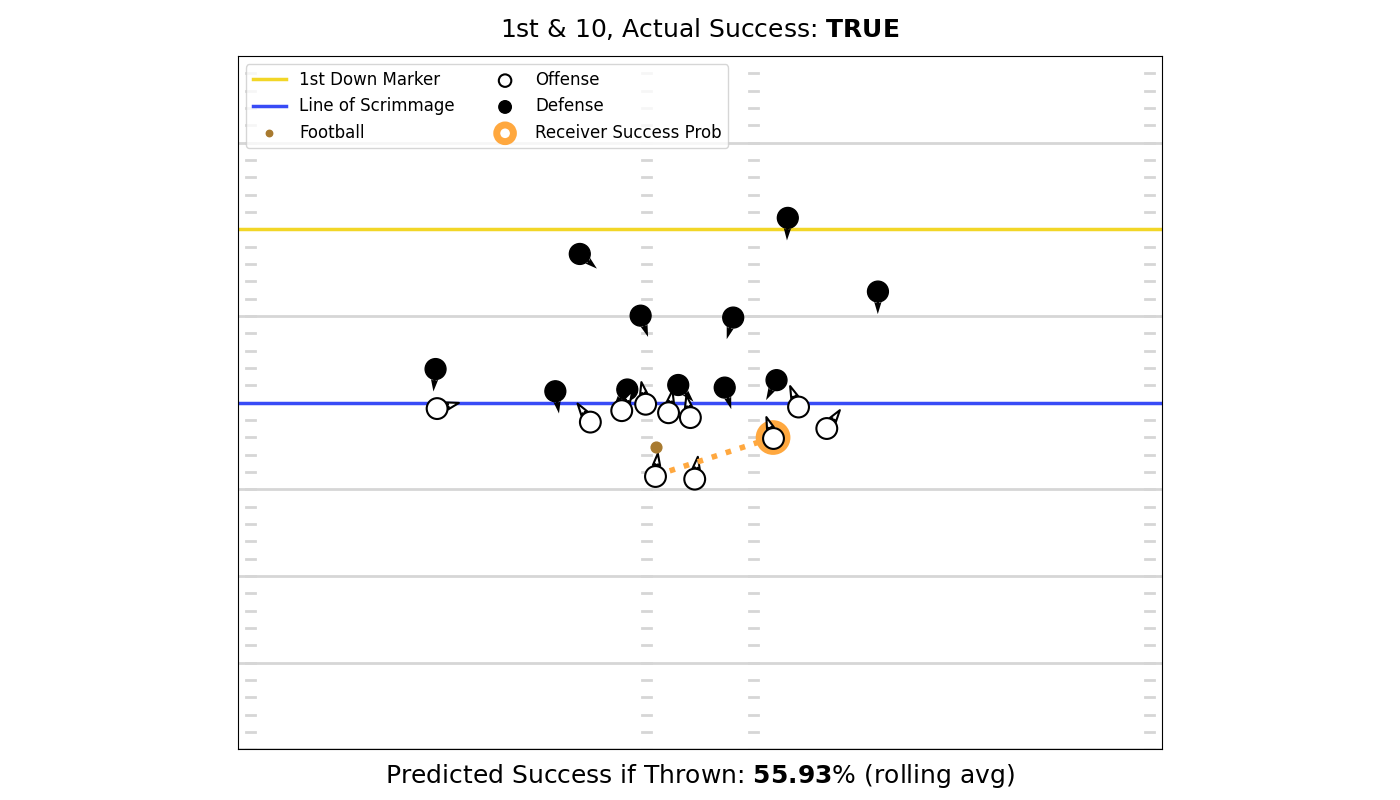 1st & 10, Actual Success: TRUE
1st Down Marker
Line of Scrimmage
Football
Offense
Defense
Receiver Success Prob
Predicted Success if Thrown: 55.93% (rolling avg)